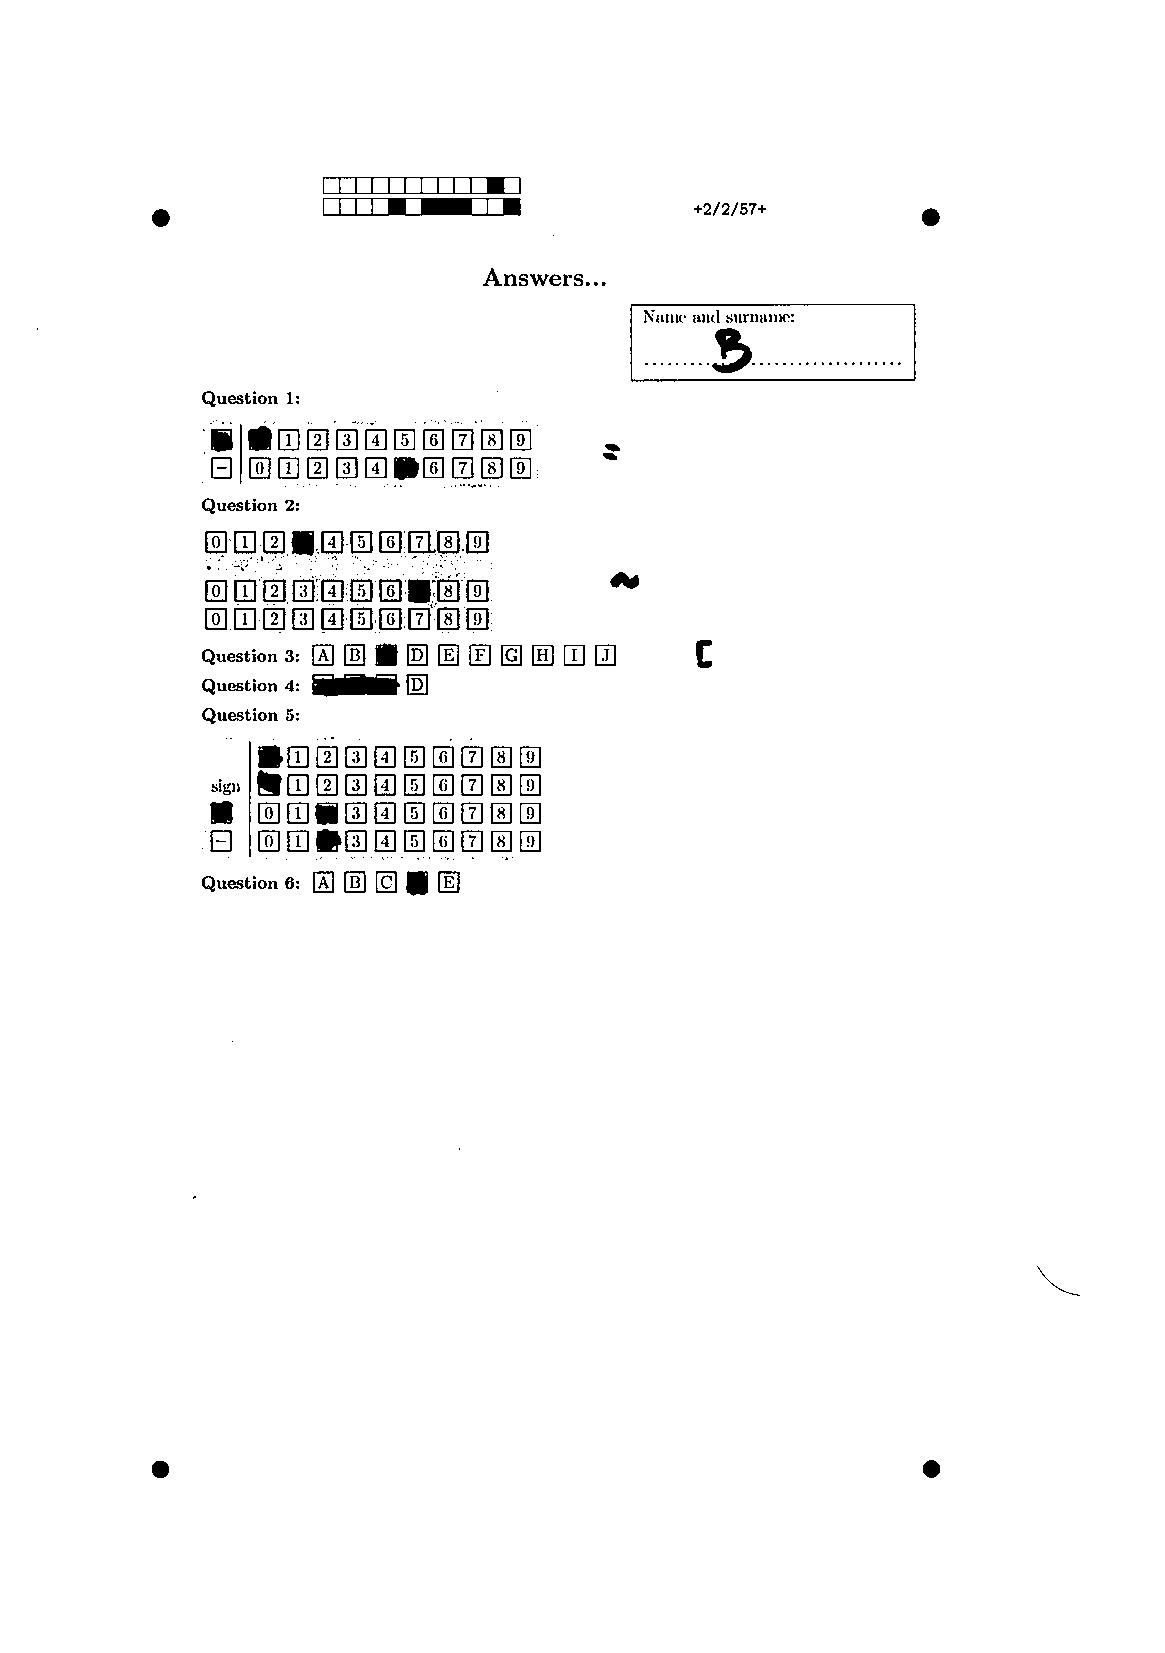 +2/2/57+
Answers...
Name and surname:
B
Question 1:
1 2 3 4 5 6 7 8 9
=
− 0 1 2 3 4 6 7 8 9
Question 2:
0 1 2 4 5 6 7 8 9
0 1 2 3 4 5 6 8 9
~
0 1 2 3 4 5 6 7 8 9
Question 3: A B D E F G H I J
C
Question 4: D
Question 5:
1 2 3 4 5 6 7 8 9
sign 1 2 3 4 5 6 7 8 9
0 1 3 4 5 6 7 8 9
− 0 1 3 4 5 6 7 8 9
Question 6: A B C E